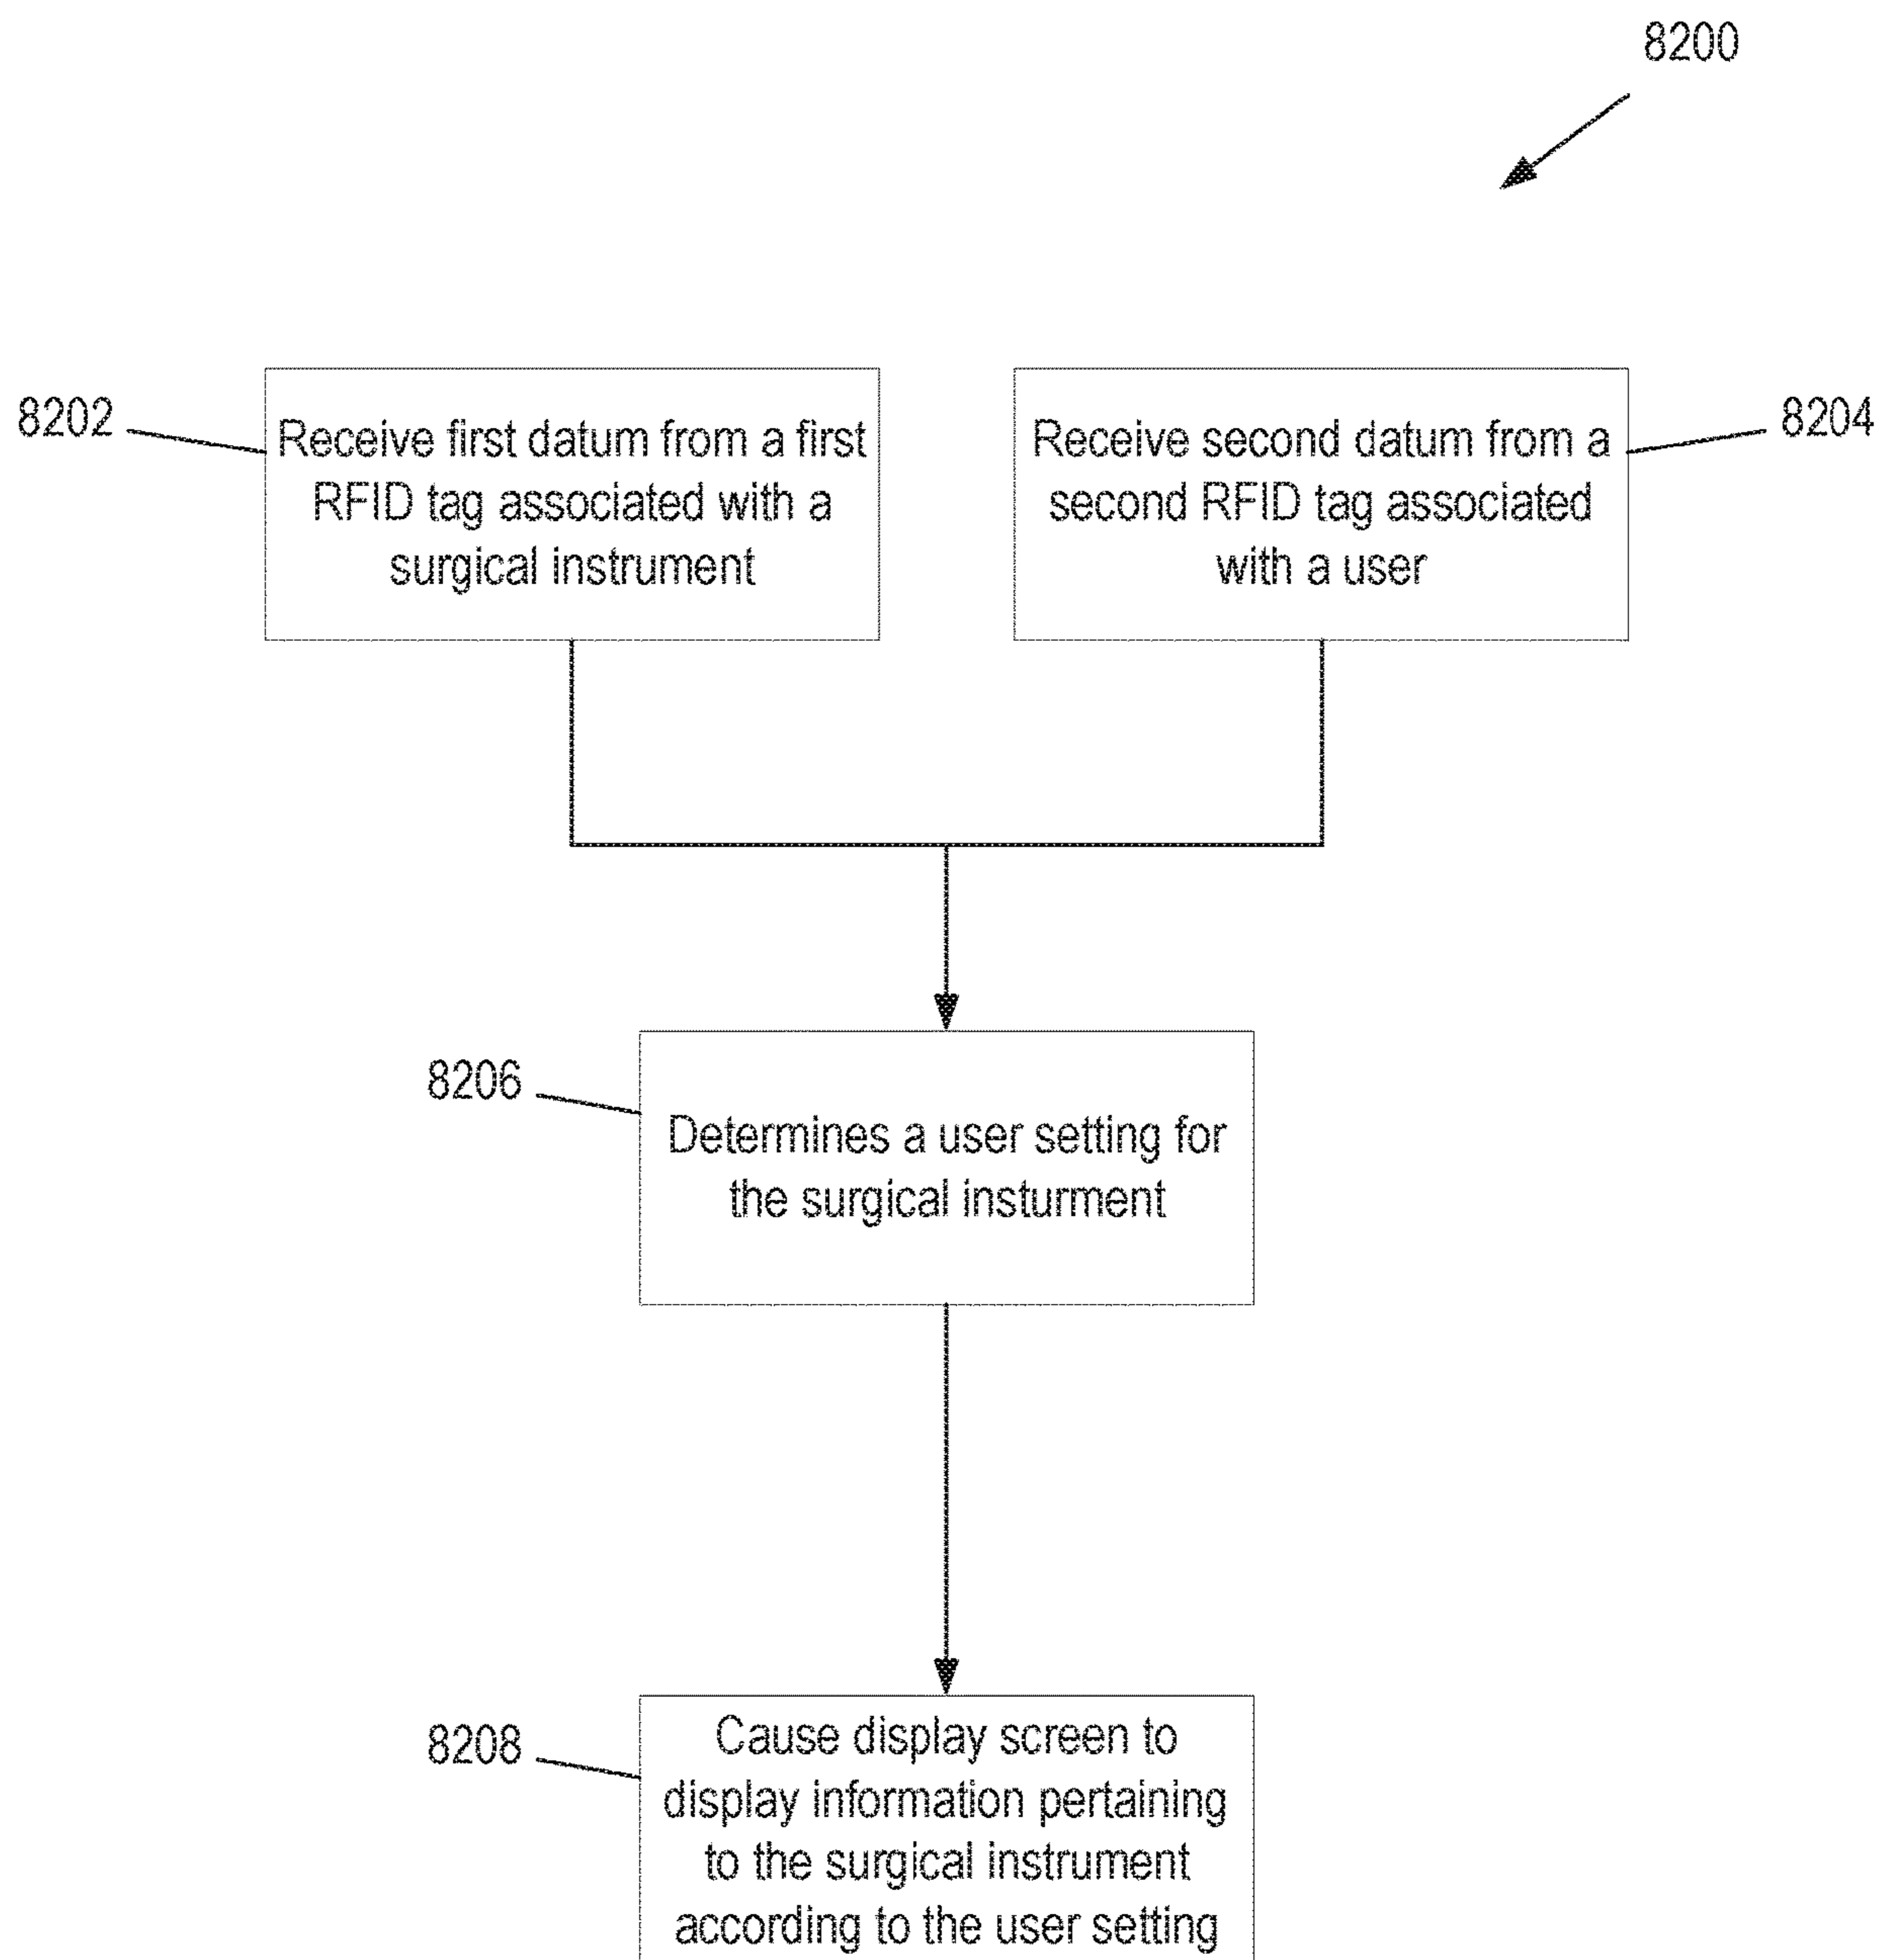 8200
8202
Receive first datum from a first
RFID tag associated with a
surgical instrument
Receive second datum from a
second RFID tag associated
with a user
8204
8206
Determines a user setting for
the surgical insturment
8208
Cause display screen to
display information pertaining
to the surgical instrument
according to the user setting